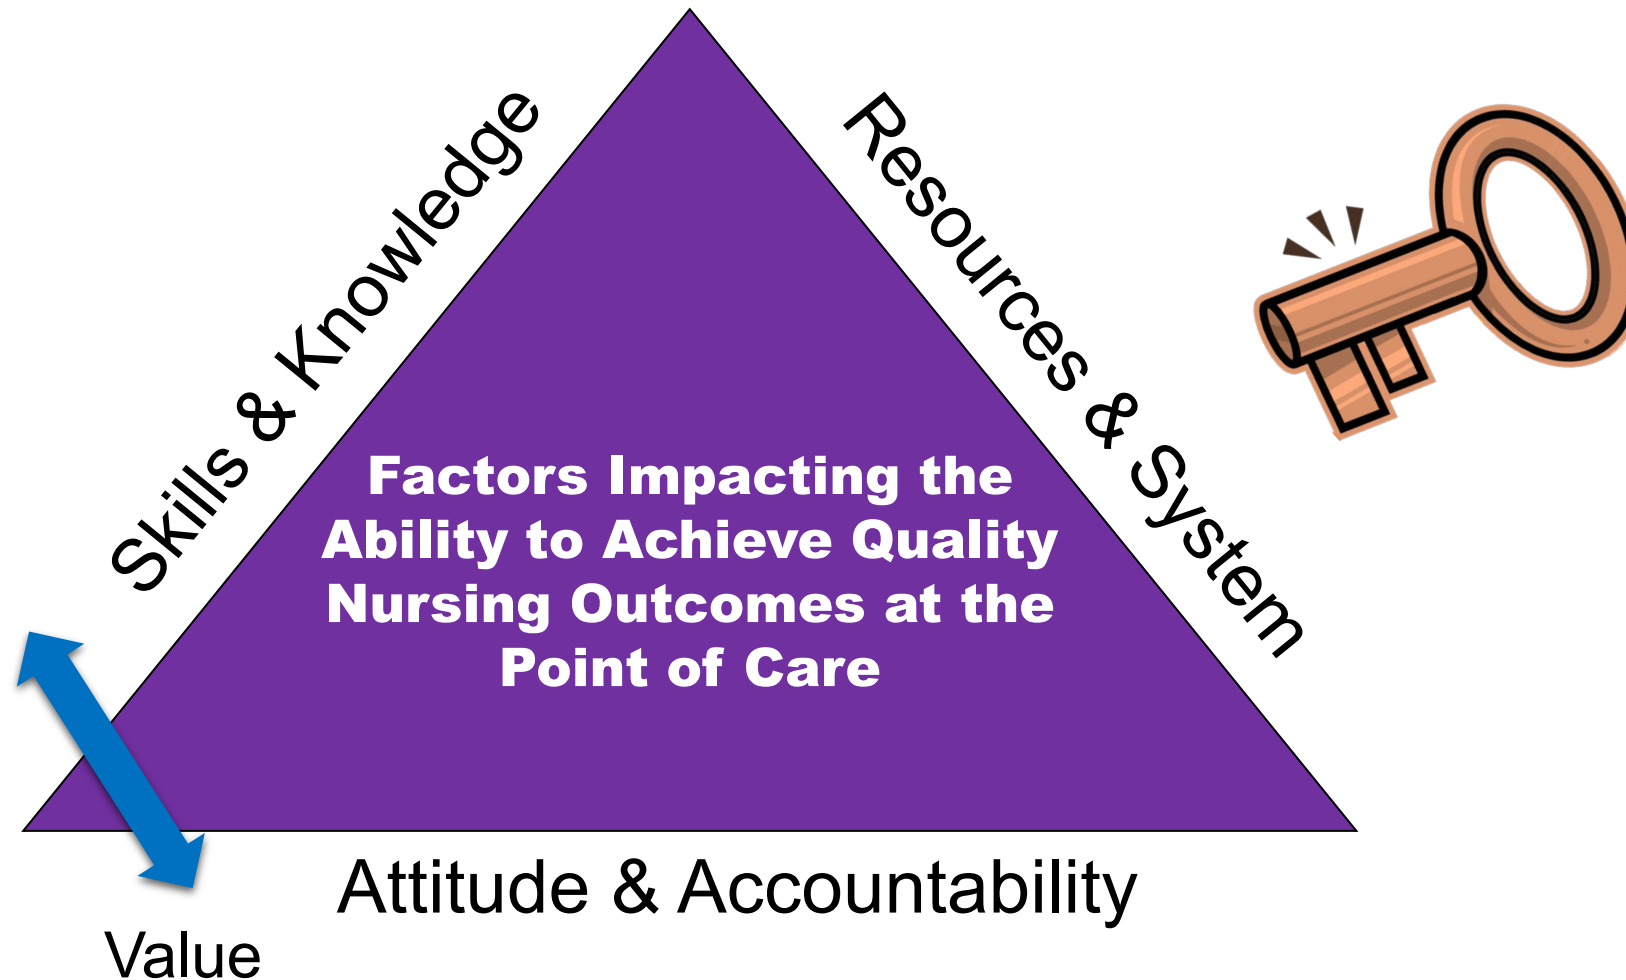 Skills & Knowledge
Resources & System
Factors Impacting the
Ability to Achieve Quality
Nursing Outcomes at the
Point of Care
Attitude & Accountability
Value